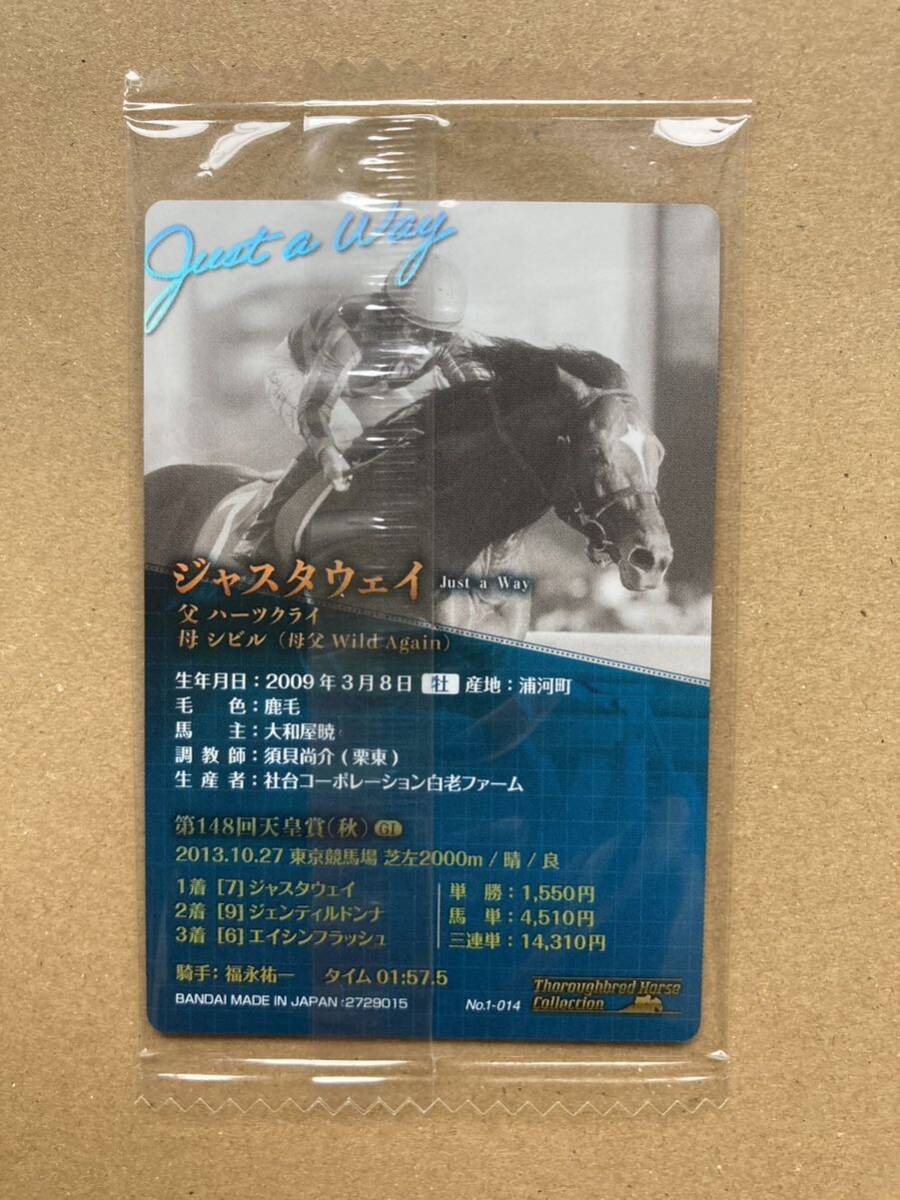 Just a Way
ジャスタウェイ Just a Way
父 ハーツクライ
母 シビル（母父 Wild Again）
生年月日：2009年3月8日 牡 産地：浦河町
毛色：鹿毛
馬主：大和屋暁
調教師：須貝尚介(栗東)
生産者：社台コーポレーション白老ファーム
第148回天皇賞(秋) GI
2013.10.27 東京競馬場 芝左2000m / 晴 / 良
1着 [7] ジャスタウェイ
2着 [9] ジェンティルドンナ
3着 [6] エイシンフラッシュ
単勝：1,550円
馬単：4,510円
三連単：14,310円
騎手：福永祐一 タイム 01:57.5
BANDAI MADE IN JAPAN :2729015
No.1-014
Thoroughbred Horse
Collection